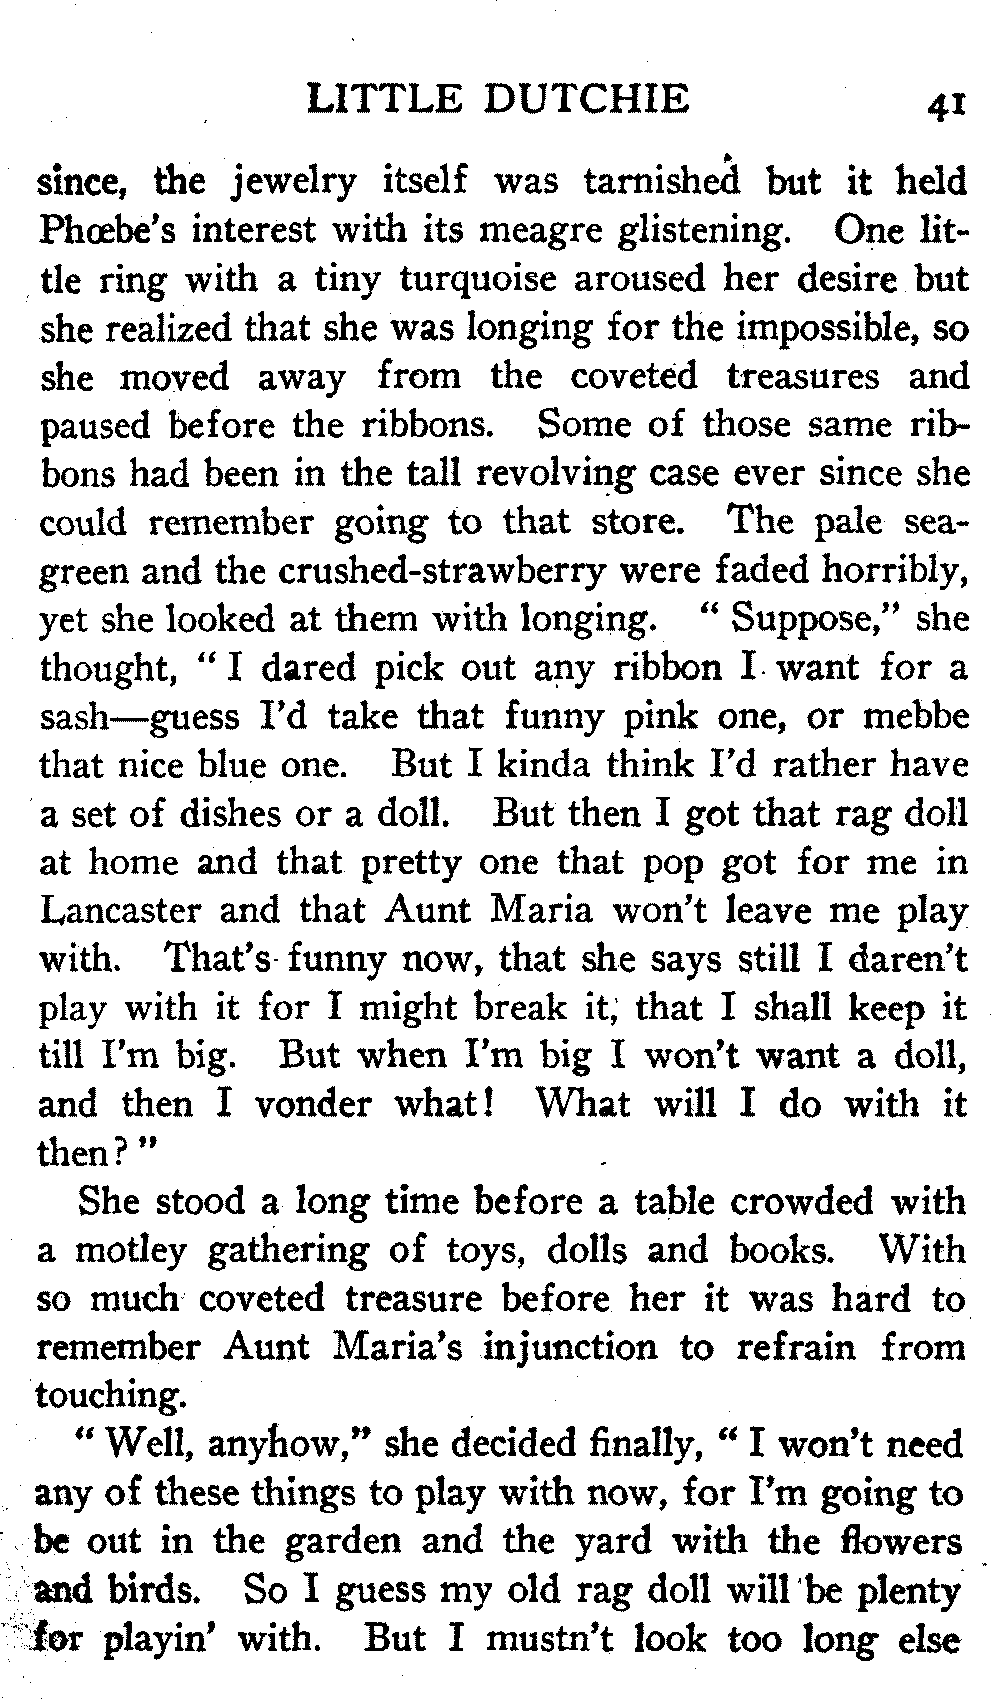 LITTLE DUTCHIE 41
since, the jewelry itself was tarnished but it held
Phœbe's interest with its meagre glistening. One lit-
tle ring with a tiny turquoise aroused her desire but
she realized that she was longing for the impossible, so
she moved away from the coveted treasures and
paused before the ribbons. Some of those same rib-
bons had been in the tall revolving case ever since she
could remember going to that store. The pale sea-
green and the crushed-strawberry were faded horribly,
yet she looked at them with longing. " Suppose," she
thought, " I dared pick out any ribbon I want for a
sash—guess I'd take that funny pink one, or mebbe
that nice blue one. But I kinda think I'd rather have
a set of dishes or a doll. But then I got that rag doll
at home and that pretty one that pop got for me in
Lancaster and that Aunt Maria won't leave me play
with. That's funny now, that she says still I daren't
play with it for I might break it, that I shall keep it
till I'm big. But when I'm big I won't want a doll,
and then I vonder what! What will I do with it
then? "
She stood a long time before a table crowded with
a motley gathering of toys, dolls and books. With
so much coveted treasure before her it was hard to
remember Aunt Maria's injunction to refrain from
touching.
" Well, anyhow," she decided finally, " I won't need
any of these things to play with now, for I'm going to
be out in the garden and the yard with the flowers
and birds. So I guess my old rag doll will be plenty
for playin' with. But I mustn't look too long else